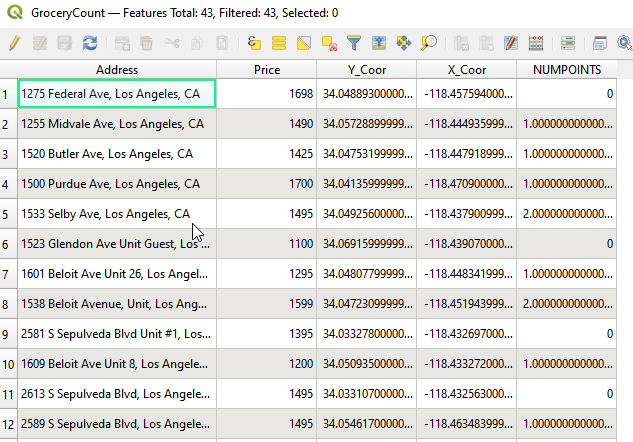 GroceryCount — Features Total: 43, Filtered: 43, Selected: 0
Address Price Y_Coor X_Coor NUMPOINTS
1 1275 Federal Ave, Los Angeles, CA 1698 34.04889300000... -118.457594000... 0
2 1255 Midvale Ave, Los Angeles, CA 1490 34.05728899999... -118.444935999... 1.000000000000...
3 1520 Butler Ave, Los Angeles, CA 1425 34.04753199999... -118.447918999... 1.000000000000...
4 1500 Purdue Ave, Los Angeles, CA 1700 34.04135999999... -118.470900000... 1.000000000000...
5 1533 Selby Ave, Los Angeles, CA 1495 34.04925600000... -118.437900999... 2.000000000000...
6 1523 Glendon Ave Unit Guest, Los ... 1100 34.06915999999... -118.439070000... 0
7 1601 Beloit Ave Unit 26, Los Angel... 1295 34.04807799999... -118.448341999... 1.000000000000...
8 1538 Beloit Avenue, Unit, Los Ang... 1599 34.04723099999... -118.451943999... 2.000000000000...
9 2581 S Sepulveda Blvd Unit #1, Los... 1395 34.03327800000... -118.432697000... 0
10 1609 Beloit Ave Unit 8, Los Angele... 1200 34.05093500000... -118.433272000... 1.000000000000...
11 2613 S Sepulveda Blvd, Los Angele... 1495 34.03310700000... -118.432563000... 0
12 2589 S Sepulveda Blvd, Los Angele... 1495 34.05461700000... -118.463483999... 1.000000000000...